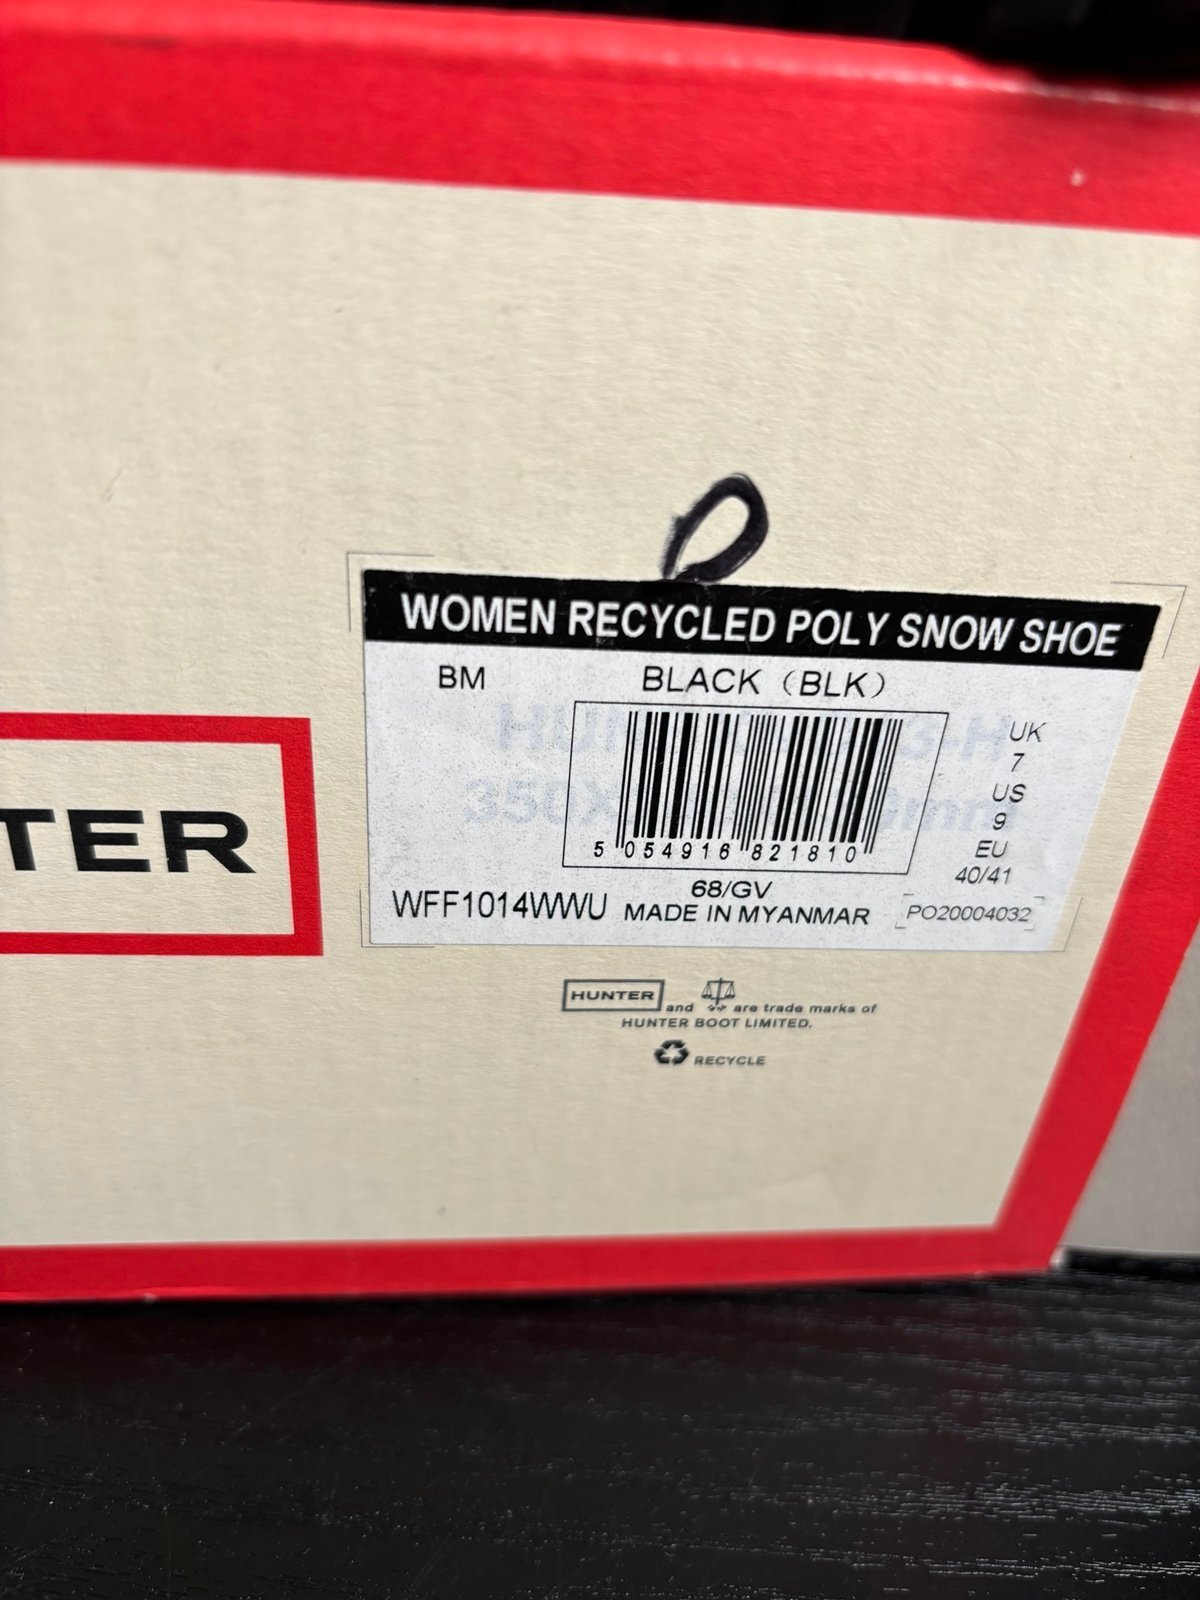 WOMEN RECYCLED POLY SNOW SHOE
BM
BLACK (BLK)
UK
7
US
9
EU
40/41
5 054916 821810
68/GV
WFF1014WWU
MADE IN MYANMAR
PO20004032
TER
HUNTER and are trade marks of
HUNTER BOOT LIMITED.
RECYCLE